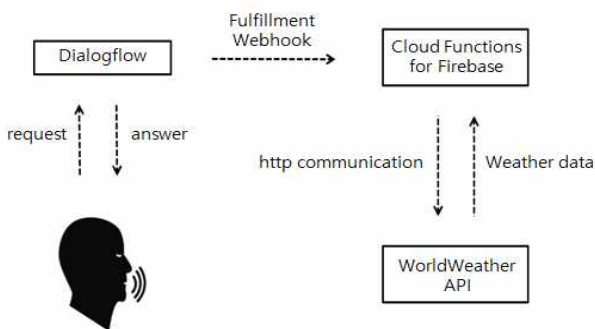 Fulfillment
Webhook
Dialogflow
Cloud Functions
for Firebase
request
answer
http communication
Weather data
WorldWeather
API